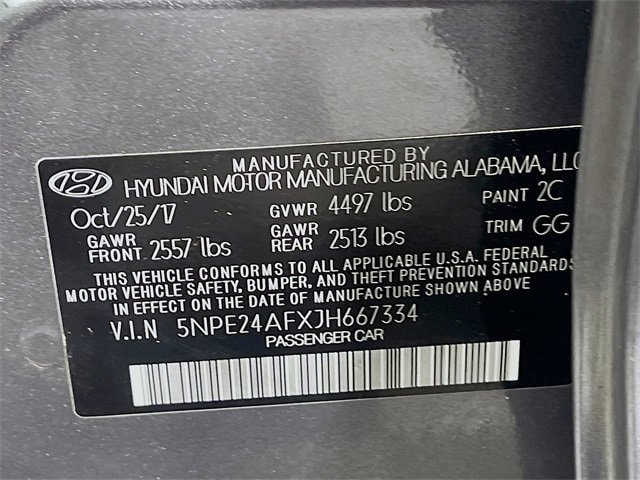 MANUFACTURED BY
HYUNDAI MOTOR MANUFACTURING ALABAMA, LLC
Oct/25/17 GVWR 4497 lbs PAINT 2C
GAWR FRONT 2557 lbs GAWR REAR 2513 lbs TRIM GG
THIS VEHICLE CONFORMS TO ALL APPLICABLE U.S.A. FEDERAL
MOTOR VEHICLE SAFETY, BUMPER, AND THEFT PREVENTION STANDARDS
IN EFFECT ON THE DATE OF MANUFACTURE SHOWN ABOVE
V.I.N 5NPE24AFXJH667334
PASSENGER CAR